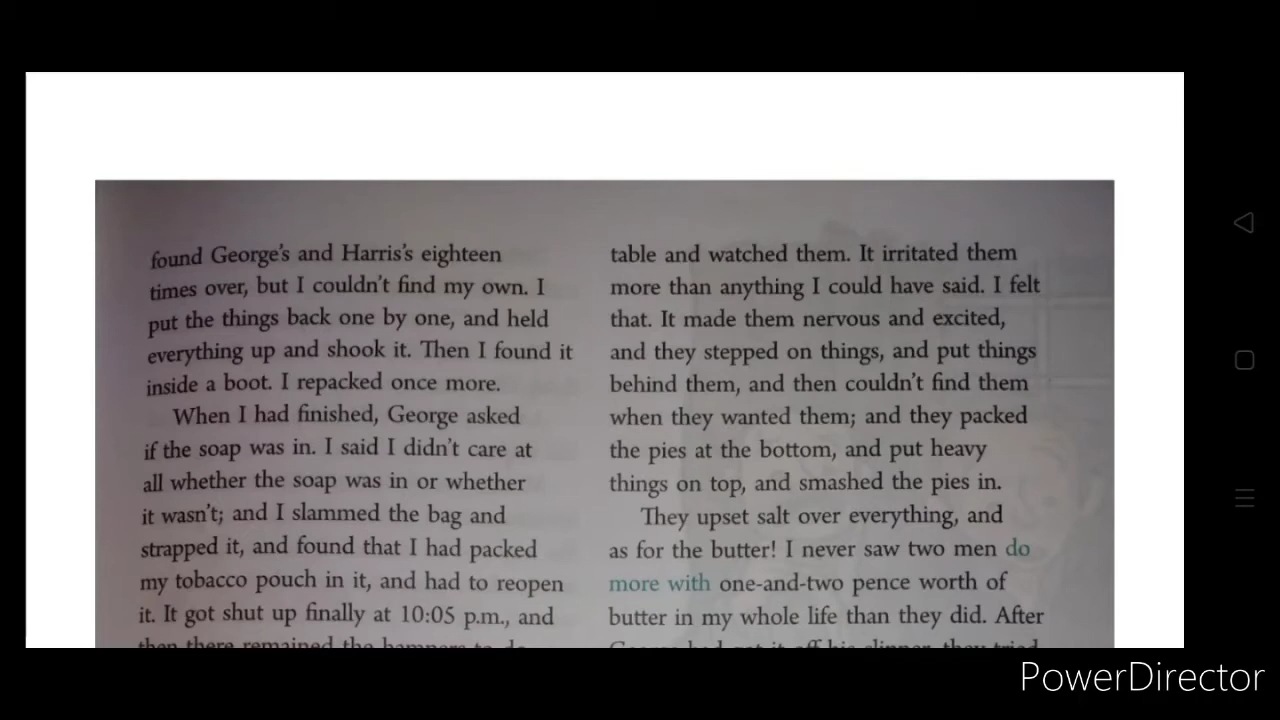 found George's and Harris's eighteen
times over, but I couldn't find my own. I
put the things back one by one, and held
everything up and shook it. Then I found it
inside a boot. I repacked once more.
When I had finished, George asked
if the soap was in. I said I didn't care at
all whether the soap was in or whether
it wasn't; and I slammed the bag and
strapped it, and found that I had packed
my tobacco pouch in it, and had to reopen
it. It got shut up finally at 10:05 p.m., and
then there remained the hampers to do
table and watched them. It irritated them
more than anything I could have said. I felt
that. It made them nervous and excited,
and they stepped on things, and put things
behind them, and then couldn't find them
when they wanted them; and they packed
the pies at the bottom, and put heavy
things on top, and smashed the pies in.
They upset salt over everything, and
as for the butter! I never saw two men do
more with one-and-two pence worth of
butter in my whole life than they did. After
George had got it off his slipper, they tried
PowerDirector